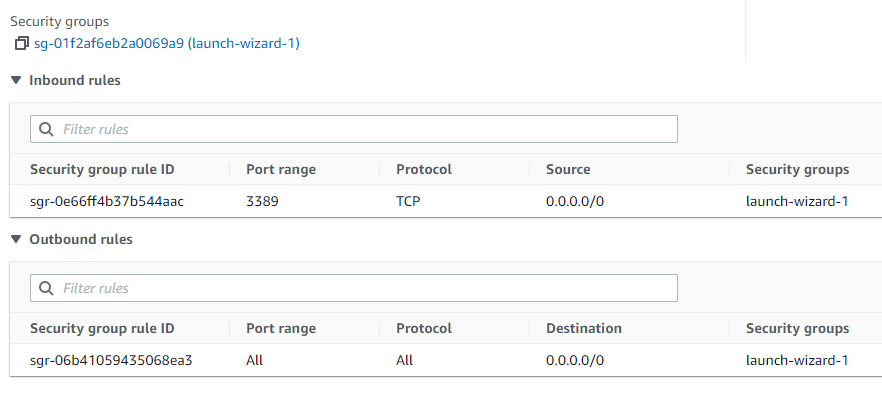 Security groups
sg-01f2af6eb2a0069a9 (launch-wizard-1)
Inbound rules
Filter rules
Security group rule ID Port range Protocol Source Security groups
sgr-0e66ff4b37b544aac 3389 TCP 0.0.0.0/0 launch-wizard-1
Outbound rules
Filter rules
Security group rule ID Port range Protocol Destination Security groups
sgr-06b41059435068ea3 All All 0.0.0.0/0 launch-wizard-1